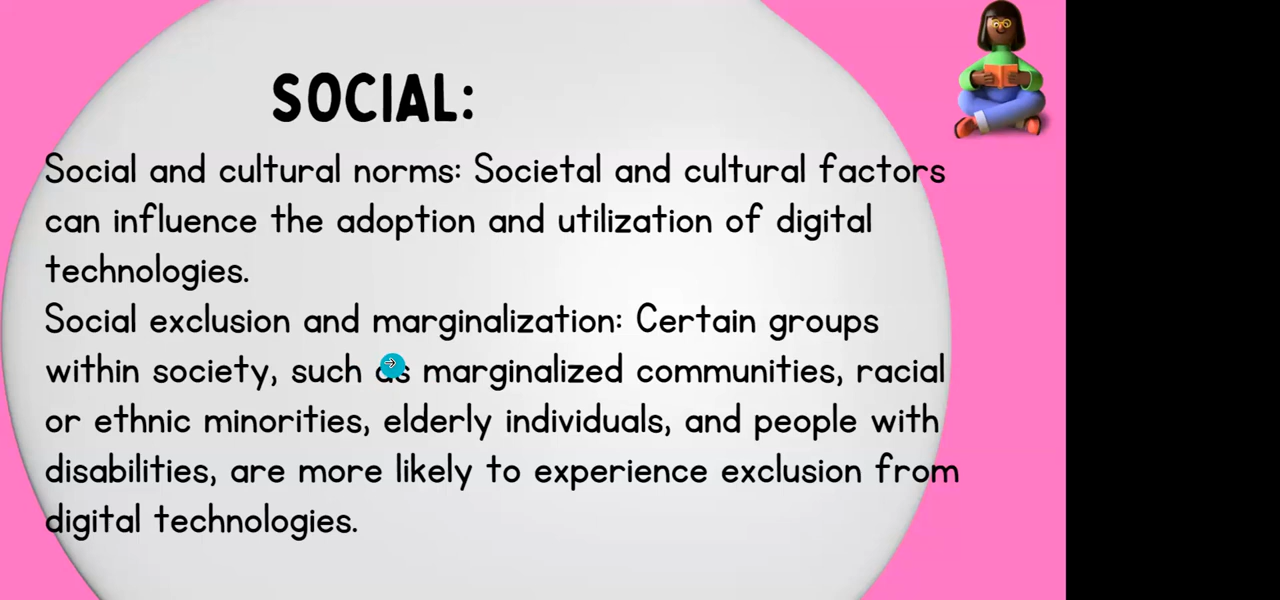 SOCIAL:
Social and cultural norms: Societal and cultural factors
can influence the adoption and utilization of digital
technologies.
Social exclusion and marginalization: Certain groups
within society, such as marginalized communities, racial
or ethnic minorities, elderly individuals, and people with
disabilities, are more likely to experience exclusion from
digital technologies.